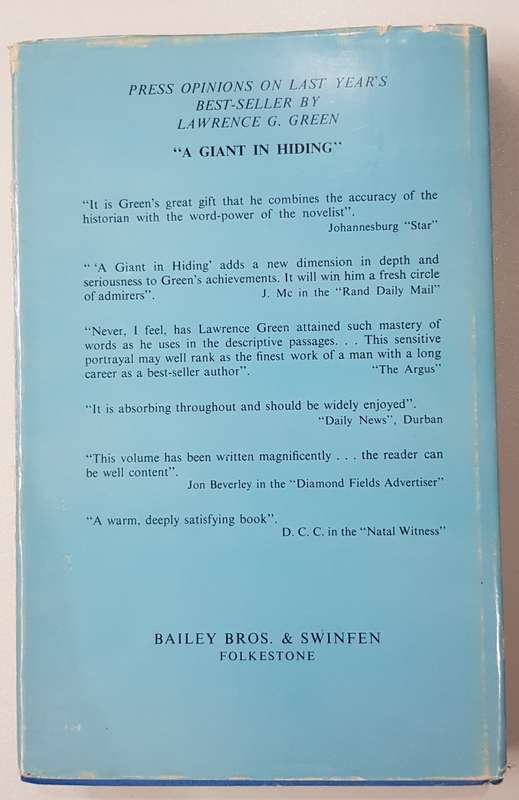 PRESS OPINIONS ON LAST YEAR'S
BEST-SELLER BY
LAWRENCE G. GREEN
"A GIANT IN HIDING"
"It is Green's great gift that he combines the accuracy of the
historian with the word-power of the novelist".
Johannesburg "Star"
" 'A Giant in Hiding' adds a new dimension in depth and
seriousness to Green's achievements. It will win him a fresh circle
of admirers". J. Mc in the "Rand Daily Mail"
"Never, I feel, has Lawrence Green attained such mastery of
words as he uses in the descriptive passages. . . This sensitive
portrayal may well rank as the finest work of a man with a long
career as a best-seller author". "The Argus"
"It is absorbing throughout and should be widely enjoyed".
"Daily News", Durban
"This volume has been written magnificently . . . the reader can
be well content".
Jon Beverley in the "Diamond Fields Advertiser"
"A warm, deeply satisfying book".
D. C. C. in the "Natal Witness"
BAILEY BROS. & SWINFEN
FOLKESTONE